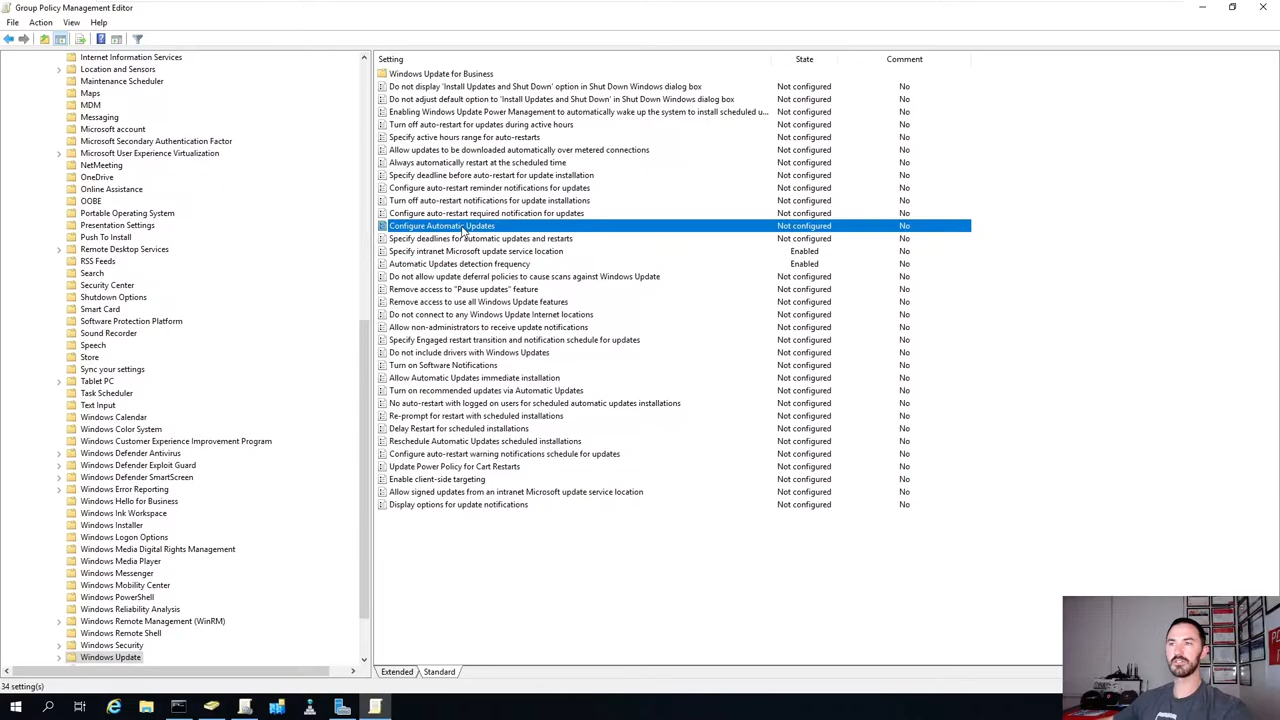 Group Policy Management Editor
File Action View Help
Internet Information Services
Location and Sensors
Maintenance Scheduler
Maps
MDM
Messaging
Microsoft account
Microsoft Secondary Authentication Factor
Microsoft User Experience Virtualization
NetMeeting
OneDrive
Online Assistance
OOBE
Portable Operating System
Presentation Settings
Push To Install
Remote Desktop Services
RSS Feeds
Search
Security Center
Shutdown Options
Smart Card
Software Protection Platform
Sound Recorder
Speech
Store
Sync your settings
Tablet PC
Task Scheduler
Text Input
Windows Calendar
Windows Color System
Windows Customer Experience Improvement Program
Windows Defender Antivirus
Windows Defender Exploit Guard
Windows Defender SmartScreen
Windows Error Reporting
Windows Hello for Business
Windows Ink Workspace
Windows Installer
Windows Logon Options
Windows Media Digital Rights Management
Windows Media Player
Windows Messenger
Windows Mobility Center
Windows PowerShell
Windows Reliability Analysis
Windows Remote Management (WinRM)
Windows Remote Shell
Windows Security
Windows Update
Setting State Comment
Windows Update for Business
Do not display 'Install Updates and Shut Down' option in Shut Down Windows dialog box Not configured No
Do not adjust default option to 'Install Updates and Shut Down' in Shut Down Windows dialog box Not configured No
Enabling Windows Update Power Management to automatically wake up the system to install scheduled u... Not configured No
Turn off auto-restart for updates during active hours Not configured No
Specify active hours range for auto-restarts Not configured No
Allow updates to be downloaded automatically over metered connections Not configured No
Always automatically restart at the scheduled time Not configured No
Specify deadline before auto-restart for update installation Not configured No
Configure auto-restart reminder notifications for updates Not configured No
Turn off auto-restart notifications for update installations Not configured No
Configure auto-restart required notification for updates Not configured No
Configure Automatic Updates Not configured No
Specify deadlines for automatic updates and restarts Not configured No
Specify intranet Microsoft update service location Enabled No
Automatic Updates detection frequency Enabled No
Do not allow update deferral policies to cause scans against Windows Update Not configured No
Remove access to "Pause updates" feature Not configured No
Remove access to use all Windows Update features Not configured No
Do not connect to any Windows Update Internet locations Not configured No
Allow non-administrators to receive update notifications Not configured No
Specify Engaged restart transition and notification schedule for updates Not configured No
Do not include drivers with Windows Updates Not configured No
Turn on Software Notifications Not configured No
Allow Automatic Updates immediate installation Not configured No
Turn on recommended updates via Automatic Updates Not configured No
No auto-restart with logged on users for scheduled automatic updates installations Not configured No
Re-prompt for restart with scheduled installations Not configured No
Delay Restart for scheduled installations Not configured No
Reschedule Automatic Updates scheduled installations Not configured No
Configure auto-restart warning notifications schedule for updates Not configured No
Update Power Policy for Cart Restarts Not configured No
Enable client-side targeting Not configured No
Allow signed updates from an intranet Microsoft update service location Not configured No
Display options for update notifications Not configured No
Extended Standard
34 setting(s)